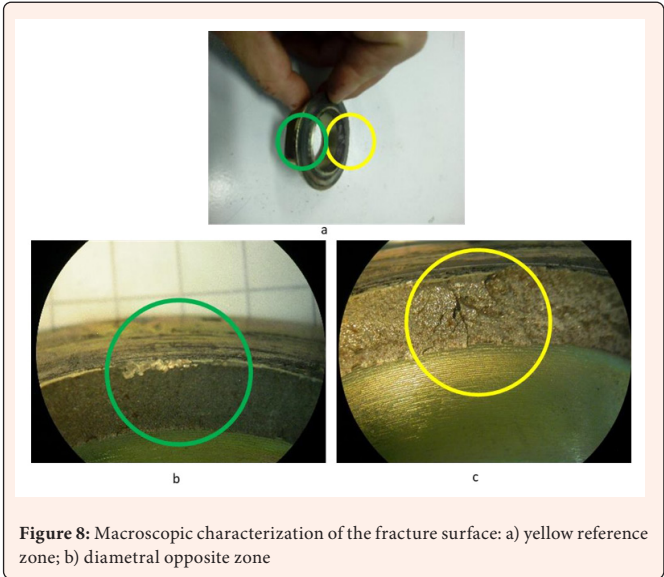 a
b
c
Figure 8: Macroscopic characterization of the fracture surface: a) yellow reference
zone; b) diametral opposite zone